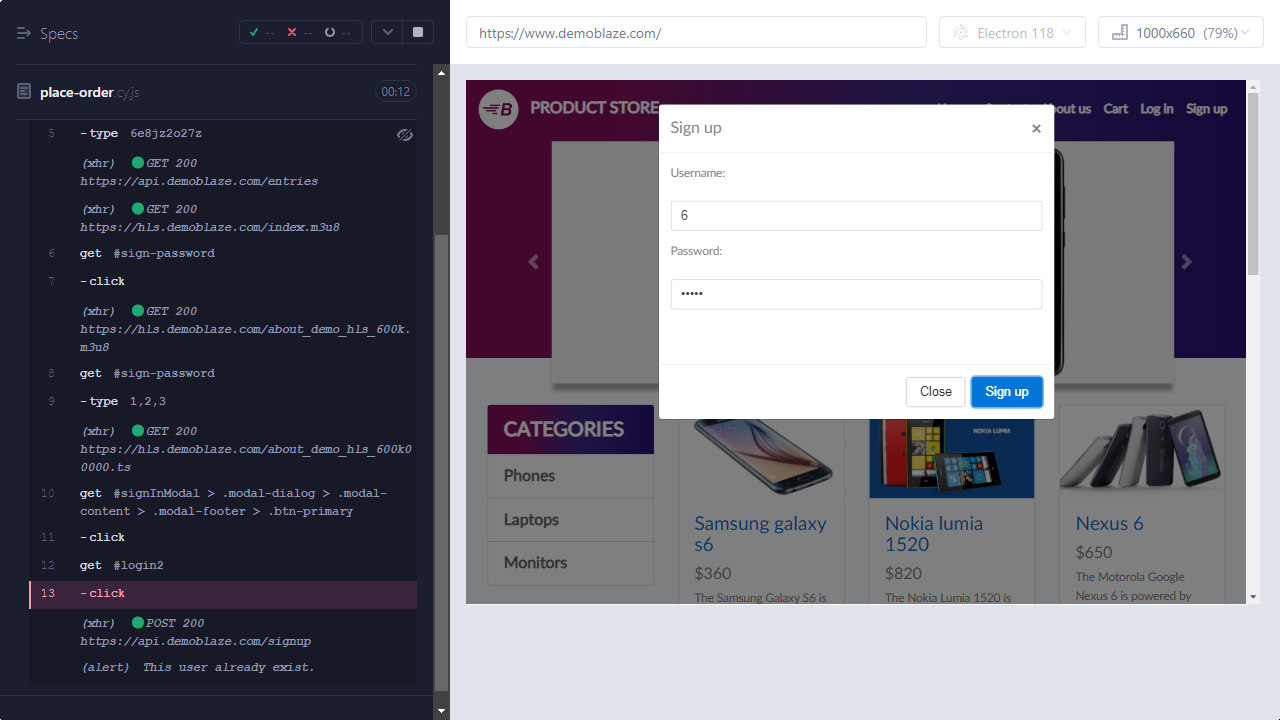 Specs
-- -- --
place-order.cy.js
00:12
5 -type 6e8jz2o27z
(xhr) GET 200
https://api.demoblaze.com/entries
(xhr) GET 200
https://hls.demoblaze.com/index.m3u8
6 get #sign-password
7 -click
(xhr) GET 200
https://hls.demoblaze.com/about_demo_hls_600k.
m3u8
8 get #sign-password
9 -type 1,2,3
(xhr) GET 200
https://hls.demoblaze.com/about_demo_hls_600k0
0000.ts
10 get #signInModal > .modal-dialog > .modal-
content > .modal-footer > .btn-primary
11 -click
12 get #login2
13 -click
(xhr) POST 200
https://api.demoblaze.com/signup
(alert) This user already exist.
https://www.demoblaze.com/
Electron 118
1000x660 (79%)
B PRODUCT STORE
out us Cart Log in Sign up
Sign up
×
Username:
6
Password:
•••••
Close Sign up
CATEGORIES
Phones
Laptops
Monitors
NOKIA LUMIA
Samsung galaxy
s6
$360
The Samsung Galaxy S6 is
Nokia lumia
1520
$820
The Nokia Lumia 1520 is
Nexus 6
$650
The Motorola Google
Nexus 6 is powered by